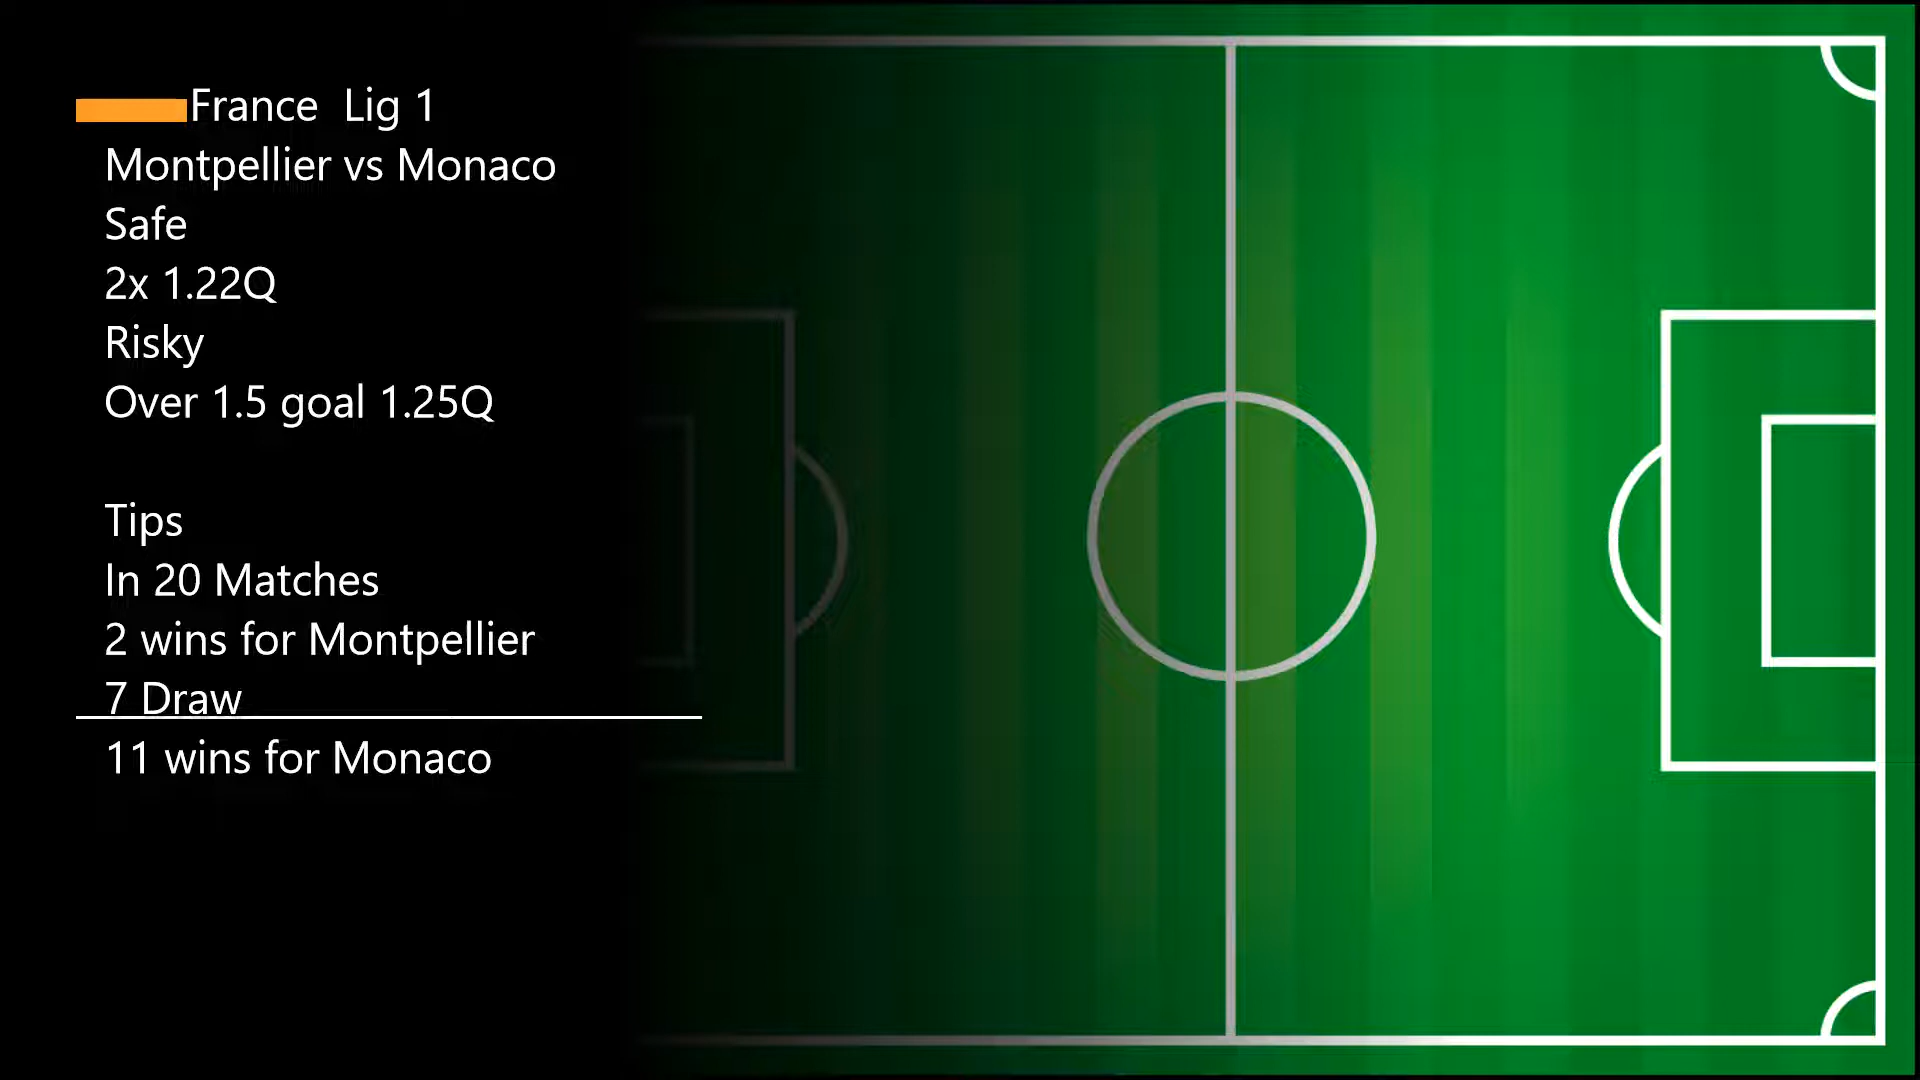 France  Lig 1
Montpellier vs Monaco
Safe
2x 1.22Q
Risky
Over 1.5 goal 1.25Q
Tips
In 20 Matches
2 wins for Montpellier
7 Draw
11 wins for Monaco